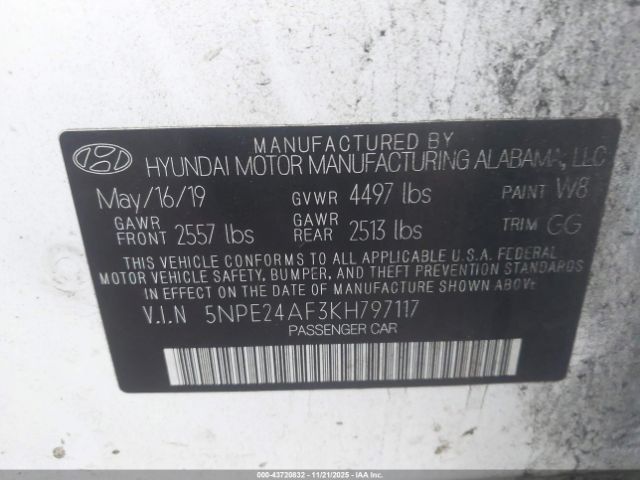 MANUFACTURED BY
HYUNDAI MOTOR MANUFACTURING ALABAMA, LLC
May/16/19 GVWR 4497 lbs PAINT W8
GAWR FRONT 2557 lbs GAWR REAR 2513 lbs TRIM GG
THIS VEHICLE CONFORMS TO ALL APPLICABLE U.S.A. FEDERAL
MOTOR VEHICLE SAFETY, BUMPER, AND THEFT PREVENTION STANDARDS
IN EFFECT ON THE DATE OF MANUFACTURE SHOWN ABOVE.
V.I.N 5NPE24AF3KH797117
PASSENGER CAR
© IAA-43720832 - 11/21/2025 - IAAI.COM